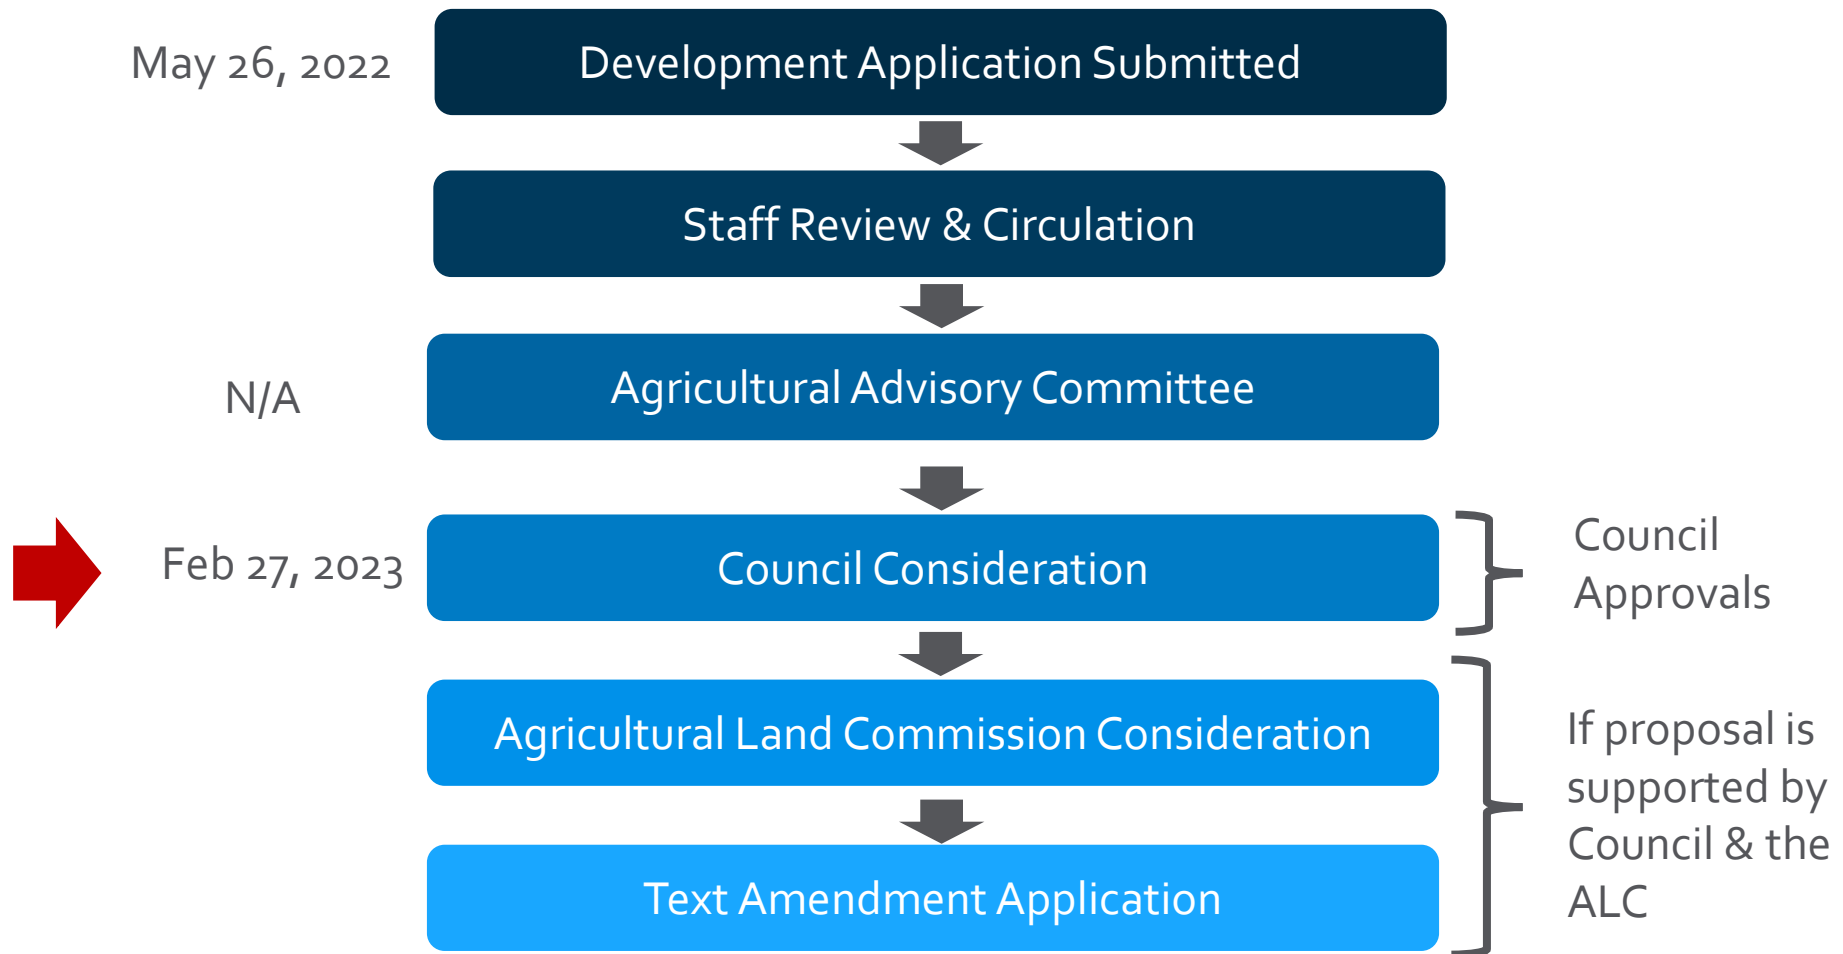 May 26, 2022
Development Application Submitted
Staff Review & Circulation
N/A
Agricultural Advisory Committee
Feb 27, 2023
Council Consideration
Council
Approvals
Agricultural Land Commission Consideration
If proposal is
supported by
Council & the
ALC
Text Amendment Application